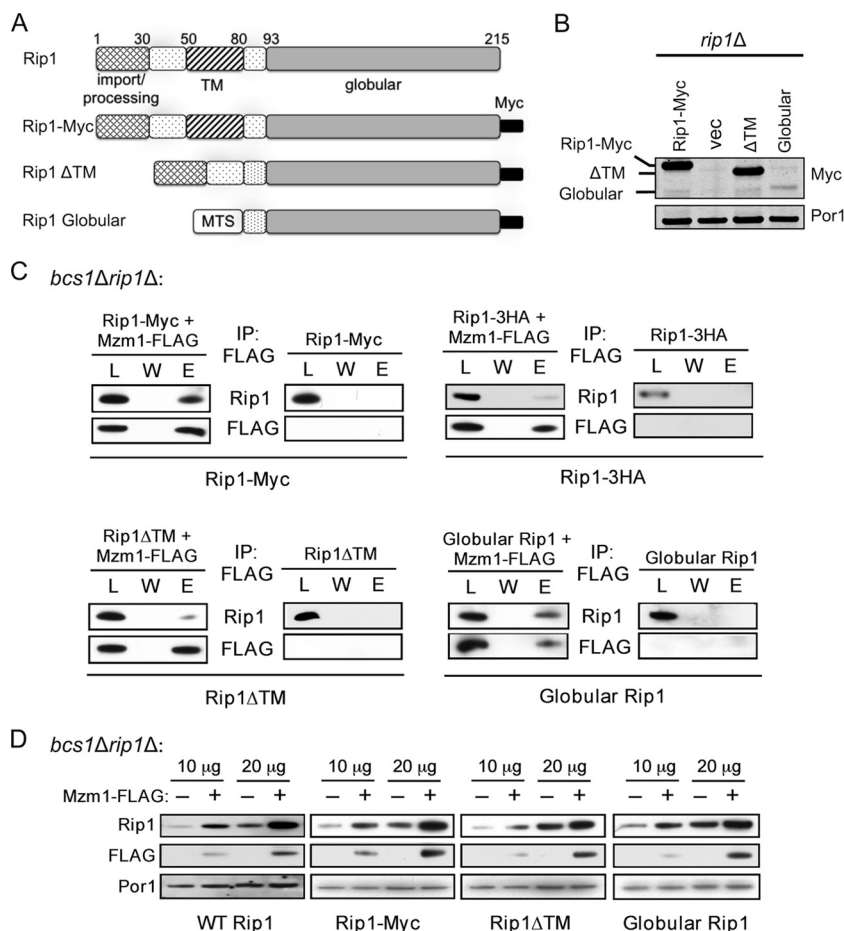 A
1 30 50 80 93 215
Rip1
import/
processing
TM
globular
Myc
Rip1-Myc
Rip1 ΔTM
Rip1 Globular
MTS
B
rip1Δ
Rip1-Myc
vec
ΔTM
Globular
Rip1-Myc
ΔTM
Globular
Myc
Por1
C
bcs1Δrip1Δ:
Rip1-Myc +
Mzm1-FLAG
IP:
FLAG
Rip1-Myc
L W E
L W E
Rip1
FLAG
Rip1-Myc
Rip1-3HA +
Mzm1-FLAG
IP:
FLAG
Rip1-3HA
L W E
L W E
Rip1
FLAG
Rip1-3HA
Rip1ΔTM +
Mzm1-FLAG
IP:
FLAG
Rip1ΔTM
L W E
L W E
Rip1
FLAG
Rip1ΔTM
Globular Rip1 +
Mzm1-FLAG
IP:
FLAG
Globular Rip1
L W E
L W E
Rip1
FLAG
Globular Rip1
D
bcs1Δrip1Δ:
10 µg 20 µg 10 µg 20 µg 10 µg 20 µg 10 µg 20 µg
Mzm1-FLAG: – + – + – + – + – + – + – + – +
Rip1
FLAG
Por1
WT Rip1 Rip1-Myc Rip1ΔTM Globular Rip1